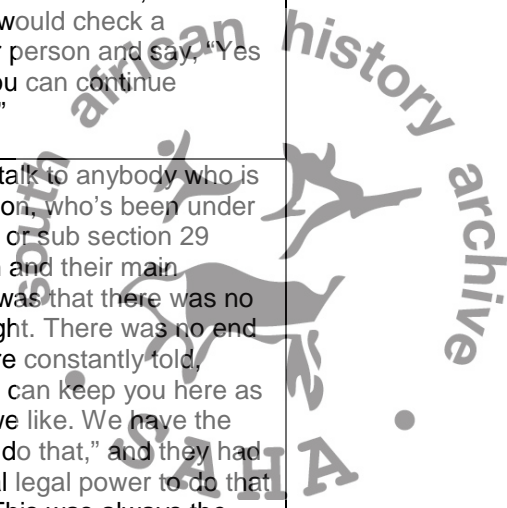 would check a
person and say, “Yes
ou can continue
”
talk to anybody who is
on, who's been under
or sub section 29
n and their main
was that there was no
ght. There was no end
re constantly told,
can keep you here as
we like. We have the
do that,” and they had
al legal power to do that
This was always the
south african history archive
SAHA